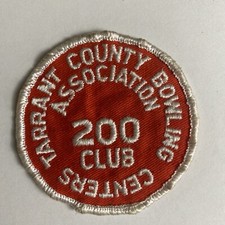 TARRANT COUNTY BOWLING CENTERS
ASSOCIATION
200
CLUB